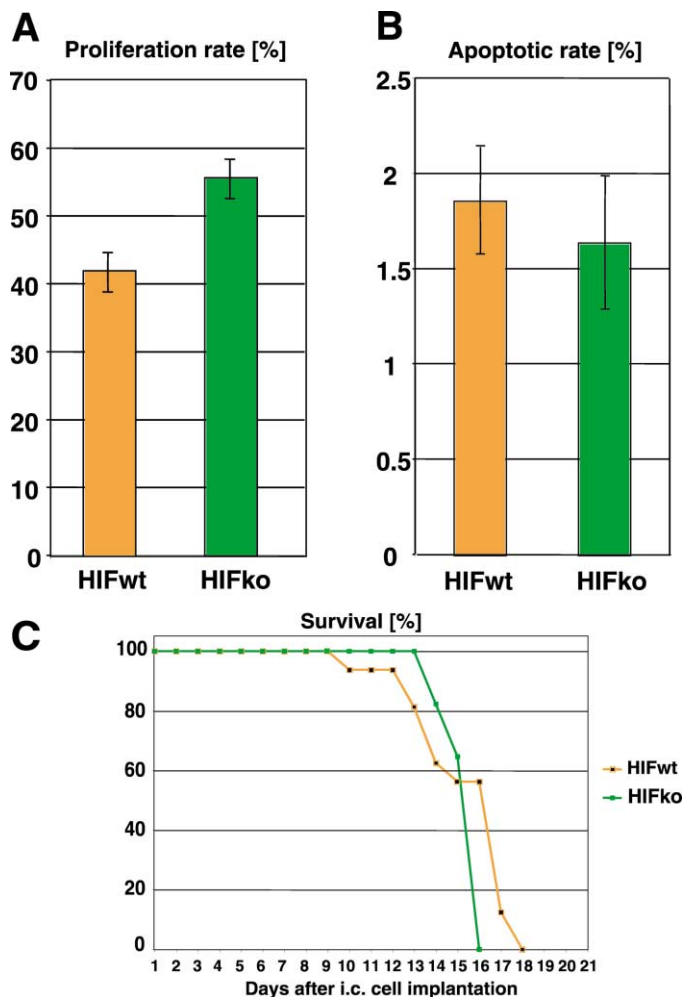 A
Proliferation rate [%]
70
60
50
40
30
20
10
0
HIFwt HIFko
B
Apoptotic rate [%]
2.5
2
1.5
1
0.5
0
HIFwt HIFko
C
Survival [%]
100
80
60
40
20
0
1 2 3 4 5 6 7 8 9 10 11 12 13 14 15 16 17 18 19 20 21
Days after i.c. cell implantation
HIFwt
HIFko